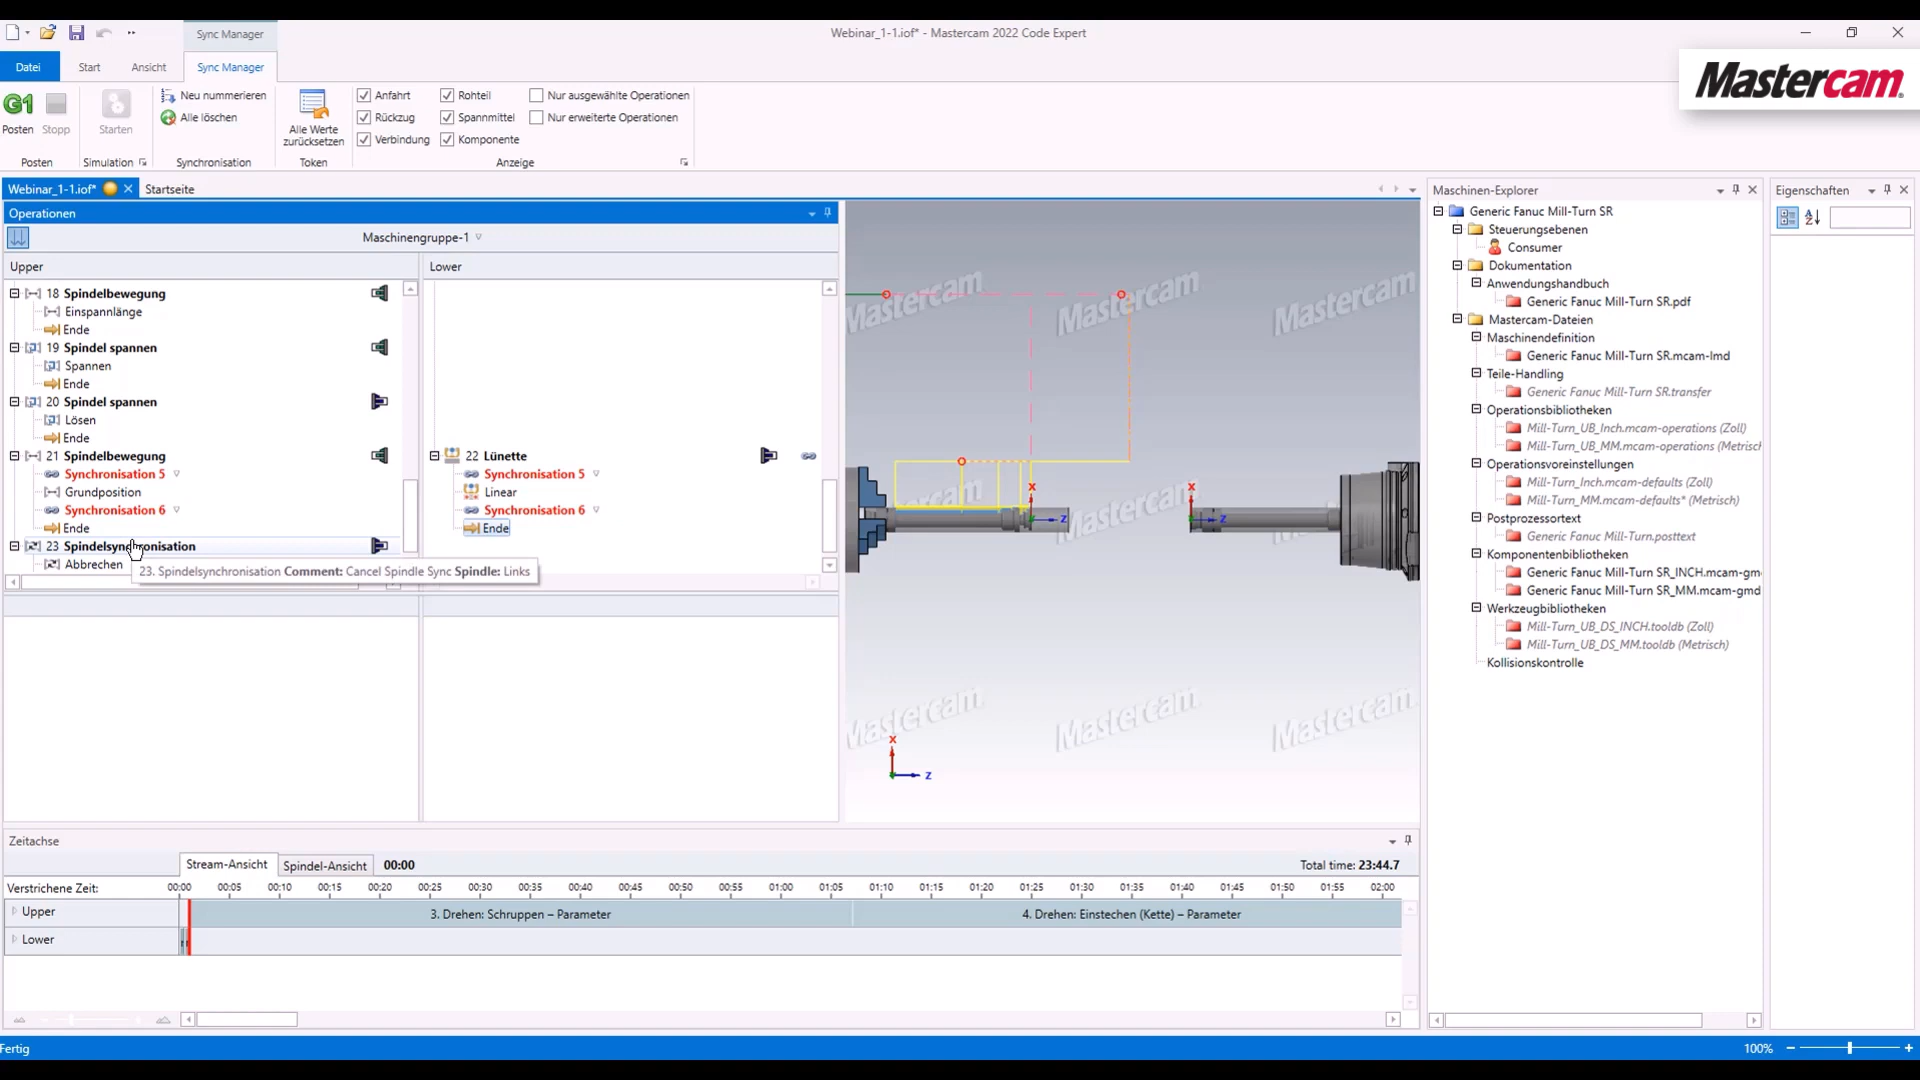 Sync Manager
Webinar_1-1.iof* - Mastercam 2022 Code Expert
Datei
Start
Ansicht
Sync Manager
Mastercam
G1
Posten
Stopp
Posten
Starten
Simulation
Neu nummerieren
Alle löschen
Synchronisation
Alle Werte
zurücksetzen
Token
Anfahrt
Rückzug
Verbindung
Rohteil
Spannmittel
Komponente
Nur ausgewählte Operationen
Nur erweiterte Operationen
Anzeige
Webinar_1-1.iof*
Startseite
Operationen
Maschinengruppe-1
Upper
18 Spindelbewegung
Einspannlänge
Ende
19 Spindel spannen
Spannen
Ende
20 Spindel spannen
Lösen
Ende
21 Spindelbewegung
Synchronisation 5
Grundposition
Synchronisation 6
Ende
23 Spindelsynchronisation
Abbrechen
23. Spindelsynchronisation Comment: Cancel Spindle Sync Spindle: Links
Lower
22 Lünette
Synchronisation 5
Linear
Synchronisation 6
Ende
Mastercam
Mastercam
Mastercam
Mastercam
Mastercam
Mastercam
Mastercam
Mastercam
Mastercam
X
Z
X
Z
X
Z
Maschinen-Explorer
Generic Fanuc Mill-Turn SR
Steuerungsebenen
Consumer
Dokumentation
Anwendungshandbuch
Generic Fanuc Mill-Turn SR.pdf
Mastercam-Dateien
Maschinendefinition
Generic Fanuc Mill-Turn SR.mcam-lmd
Teile-Handling
Generic Fanuc Mill-Turn SR.transfer
Operationsbibliotheken
Mill-Turn_UB_Inch.mcam-operations (Zoll)
Mill-Turn_UB_MM.mcam-operations (Metrisch
Operationsvoreinstellungen
Mill-Turn_Inch.mcam-defaults (Zoll)
Mill-Turn_MM.mcam-defaults* (Metrisch)
Postprozessortext
Generic Fanuc Mill-Turn.posttext
Komponentenbibliotheken
Generic Fanuc Mill-Turn SR_INCH.mcam-gm
Generic Fanuc Mill-Turn SR_MM.mcam-gmd
Werkzeugbibliotheken
Mill-Turn_UB_DS_INCH.tooldb (Zoll)
Mill-Turn_UB_DS_MM.tooldb (Metrisch)
Kollisionskontrolle
Eigenschaften
Zeitachse
Stream-Ansicht
Spindel-Ansicht
00:00
Total time: 23:44.7
Verstrichene Zeit:
00:00 00:05 00:10 00:15 00:20 00:25 00:30 00:35 00:40 00:45 00:50 00:55 01:00 01:05 01:10 01:15 01:20 01:25 01:30 01:35 01:40 01:45 01:50 01:55 02:00
Upper
3. Drehen: Schruppen – Parameter
4. Drehen: Einstechen (Kette) – Parameter
Lower
Fertig
100%